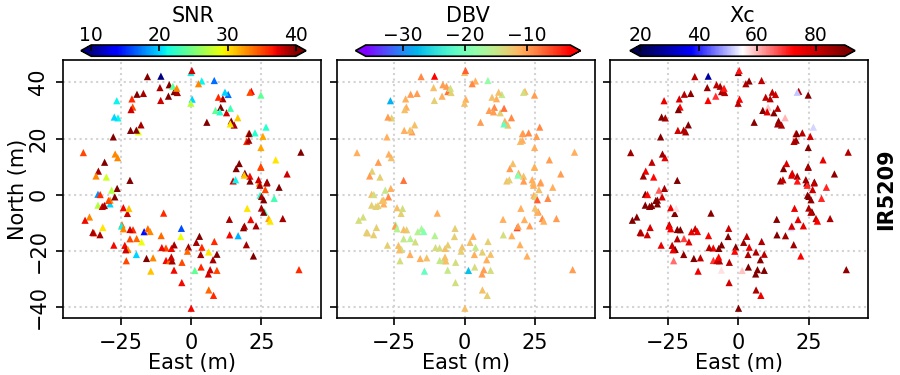 SNR DBV Xc
10 20 30 40 −30 −20 −10 20 40 60 80
40
20
0
−20
−40
North (m)
−25 0 25 −25 0 25 −25 0 25
East (m) East (m) East (m)
IR5209